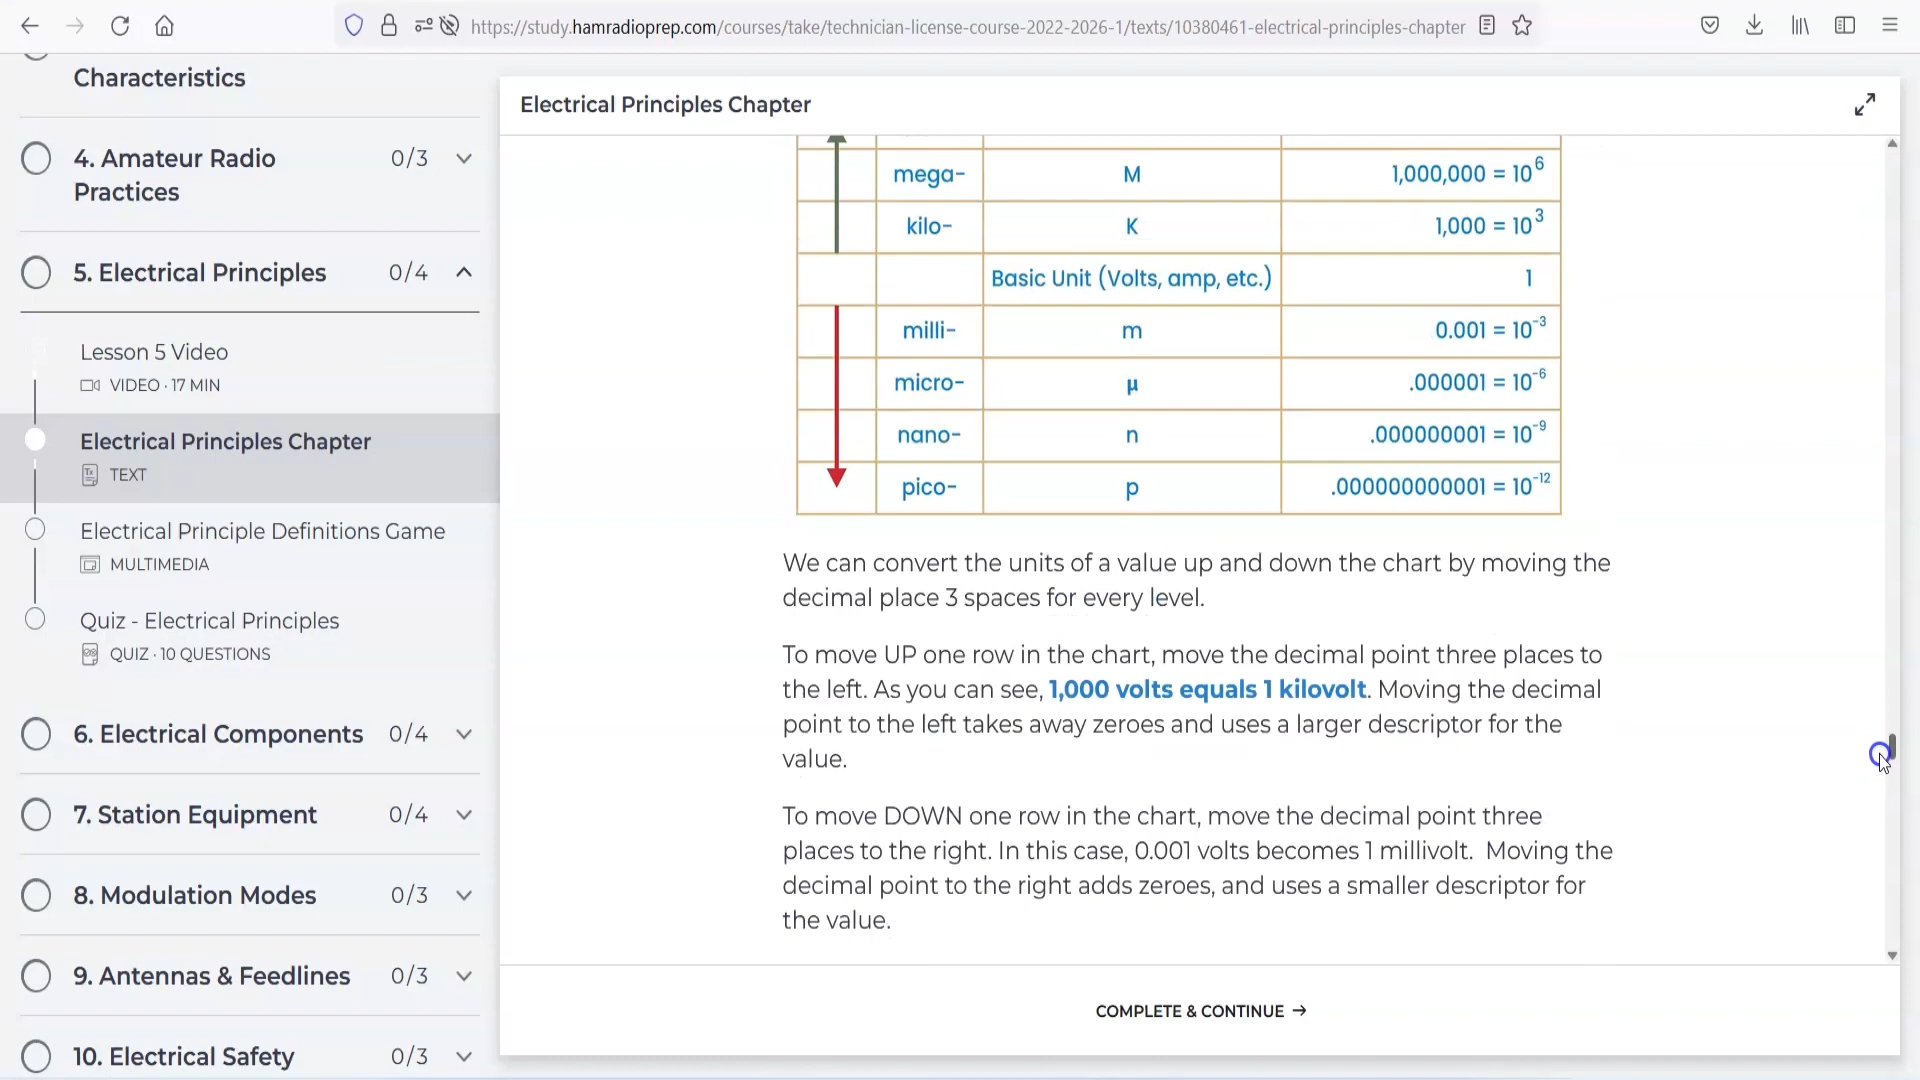 https://study.hamradioprep.com/courses/take/technician-license-course-2022-2026-1/texts/10380461-electrical-principles-chapter
Characteristics
4. Amateur Radio Practices 0/3
5. Electrical Principles 0/4
Lesson 5 Video
VIDEO · 17 MIN
Electrical Principles Chapter
TEXT
Electrical Principle Definitions Game
MULTIMEDIA
Quiz - Electrical Principles
QUIZ · 10 QUESTIONS
6. Electrical Components 0/4
7. Station Equipment 0/4
8. Modulation Modes 0/3
9. Antennas & Feedlines 0/3
10. Electrical Safety 0/3
Electrical Principles Chapter
mega- M 1,000,000 = 10⁶
kilo- K 1,000 = 10³
Basic Unit (Volts, amp, etc.) 1
milli- m 0.001 = 10⁻³
micro- µ .000001 = 10⁻⁶
nano- n .000000001 = 10⁻⁹
pico- p .000000000001 = 10⁻¹²
We can convert the units of a value up and down the chart by moving the
decimal place 3 spaces for every level.
To move UP one row in the chart, move the decimal point three places to
the left. As you can see, 1,000 volts equals 1 kilovolt. Moving the decimal
point to the left takes away zeroes and uses a larger descriptor for the
value.
To move DOWN one row in the chart, move the decimal point three
places to the right. In this case, 0.001 volts becomes 1 millivolt. Moving the
decimal point to the right adds zeroes, and uses a smaller descriptor for
the value.
COMPLETE & CONTINUE →